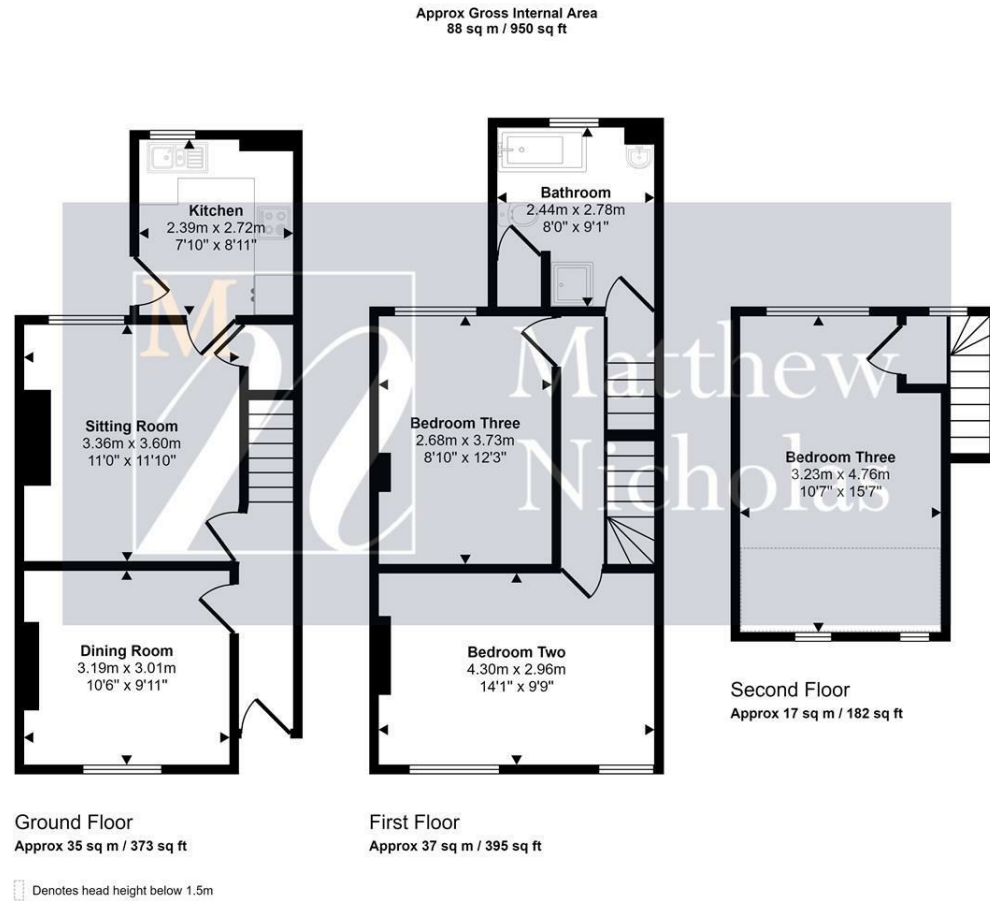 Approx Gross Internal Area
88 sq m / 950 sq ft
Kitchen
2.39m x 2.72m
7'10" x 8'11"
Sitting Room
3.36m x 3.60m
11'0" x 11'10"
Dining Room
3.19m x 3.01m
10'6" x 9'11"
Ground Floor
Approx 35 sq m / 373 sq ft
Bathroom
2.44m x 2.78m
8'0" x 9'1"
Bedroom Three
2.68m x 3.73m
8'10" x 12'3"
Bedroom Two
4.30m x 2.96m
14'1" x 9'9"
First Floor
Approx 37 sq m / 395 sq ft
Bedroom Three
3.23m x 4.76m
10'7" x 15'7"
Second Floor
Approx 17 sq m / 182 sq ft
M
n
Matthew
Nicholas
Denotes head height below 1.5m